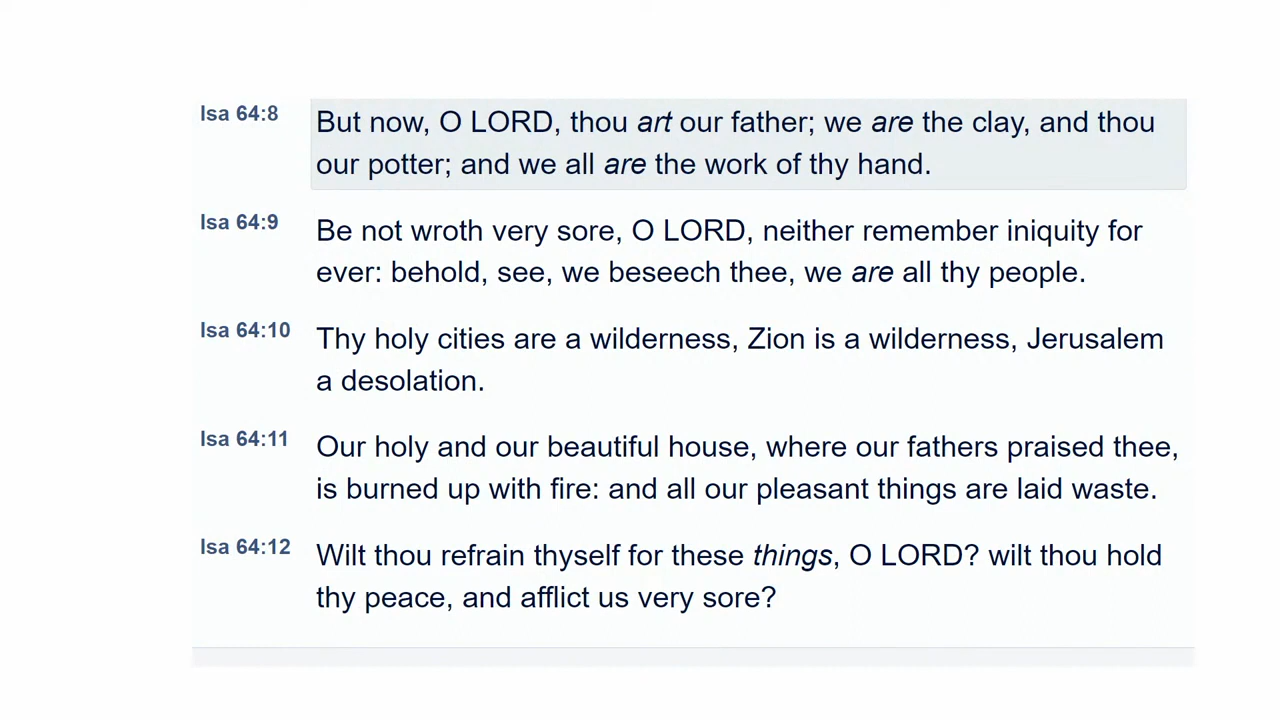 Isa 64:8
But now, O LORD, thou art our father; we are the clay, and thou
our potter; and we all are the work of thy hand.
Isa 64:9
Be not wroth very sore, O LORD, neither remember iniquity for
ever: behold, see, we beseech thee, we are all thy people.
Isa 64:10
Thy holy cities are a wilderness, Zion is a wilderness, Jerusalem
a desolation.
Isa 64:11
Our holy and our beautiful house, where our fathers praised thee,
is burned up with fire: and all our pleasant things are laid waste.
Isa 64:12
Wilt thou refrain thyself for these things, O LORD? wilt thou hold
thy peace, and afflict us very sore?